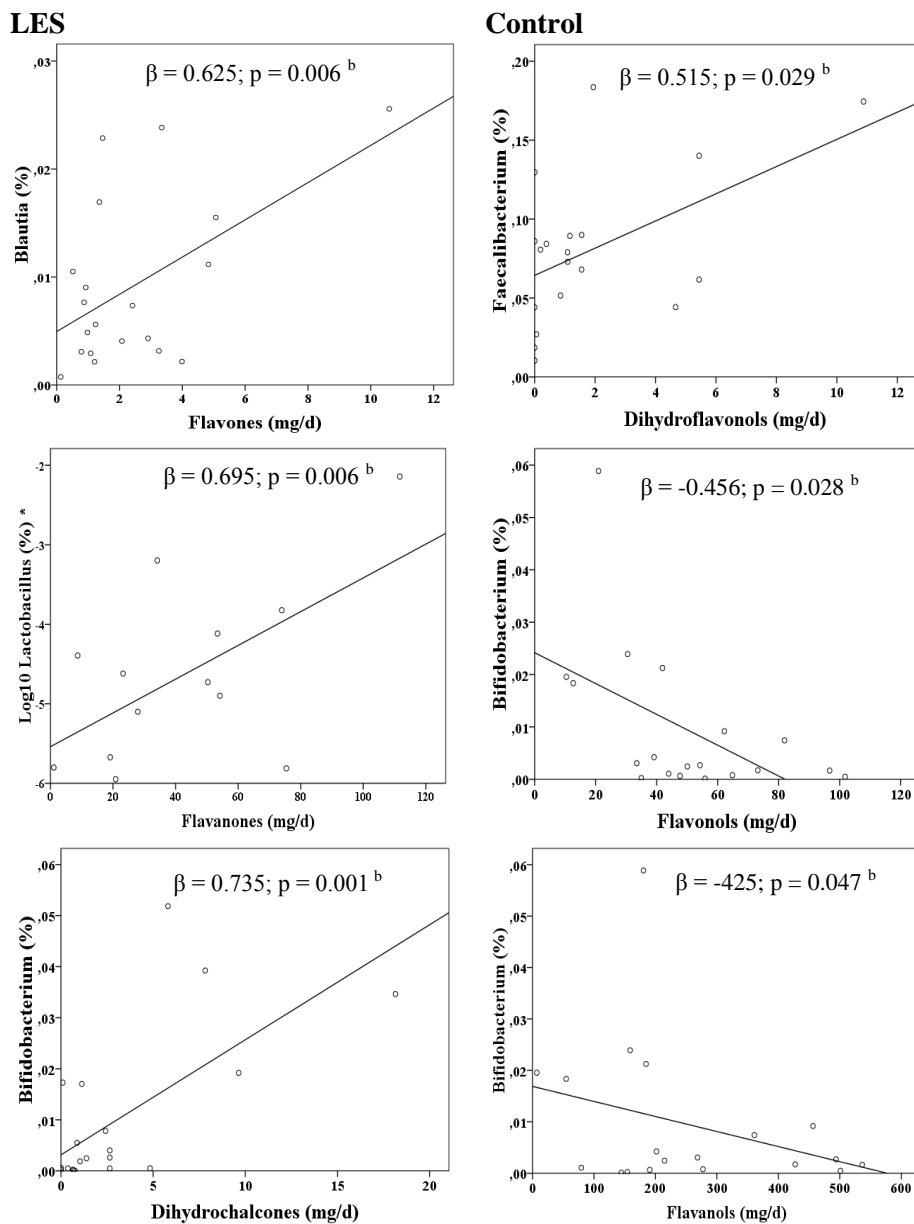 LES
Control
β = 0.625; p = 0.006 ᵇ
,03
,02
,01
,00
Blautia (%)
0 2 4 6 8 10 12
Flavones (mg/d)
β = 0.515; p = 0.029 ᵇ
,20
,15
,10
,05
,00
Faecalibacterium (%)
0 2 4 6 8 10 12
Dihydroflavonols (mg/d)
β = 0.695; p = 0.006 ᵇ
-2
-3
-4
-5
-6
Log10 Lactobacillus (%) *
0 20 40 60 80 100 120
Flavanones (mg/d)
β = -0.456; p = 0.028 ᵇ
,06
,05
,04
,03
,02
,01
,00
Bifidobacterium (%)
0 20 40 60 80 100 120
Flavonols (mg/d)
β = 0.735; p = 0.001 ᵇ
,06
,05
,04
,03
,02
,01
,00
Bifidobacterium (%)
0 5 10 15 20
Dihydrochalcones (mg/d)
β = -425; p = 0.047 ᵇ
,06
,05
,04
,03
,02
,01
,00
Bifidobacterium (%)
0 100 200 300 400 500 600
Flavanols (mg/d)